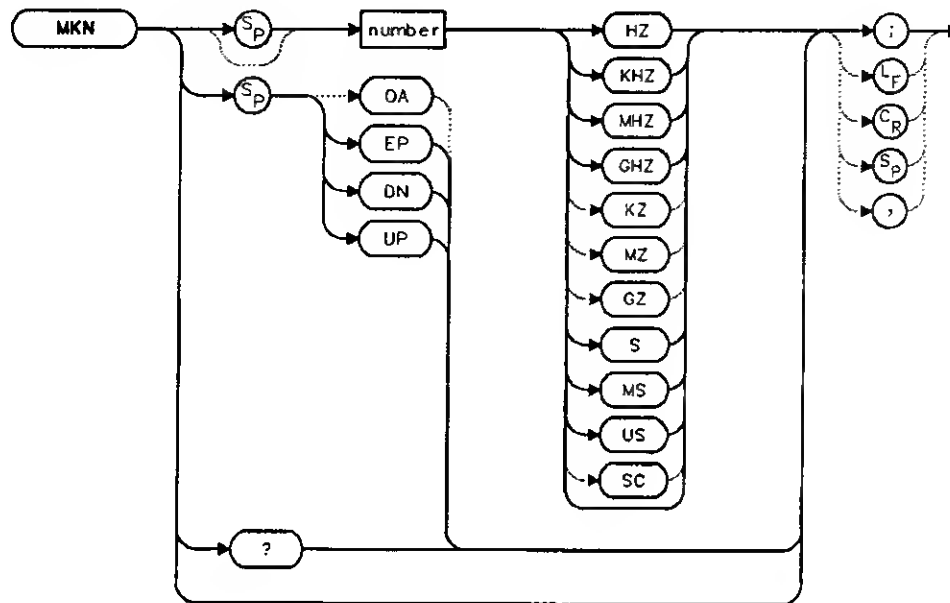 MKN
SP
number
HZ
;
KHZ
LF
SP
OA
MHZ
CR
EP
GHZ
SP
DN
KZ
,
UP
MZ
GZ
S
MS
US
SC
?